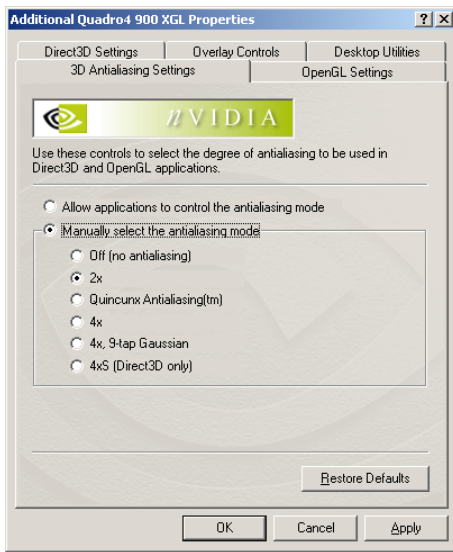 Additional Quadro4 900 XGL Properties
Direct3D Settings
Overlay Controls
Desktop Utilities
3D Antialiasing Settings
OpenGL Settings
nVIDIA
Use these controls to select the degree of antialiasing to be used in
Direct3D and OpenGL applications.
Allow applications to control the antialiasing mode
Manually select the antialiasing mode
Off (no antialiasing)
2x
Quincunx Antialiasing(tm)
4x
4x, 9-tap Gaussian
4xS (Direct3D only)
Restore Defaults
OK
Cancel
Apply